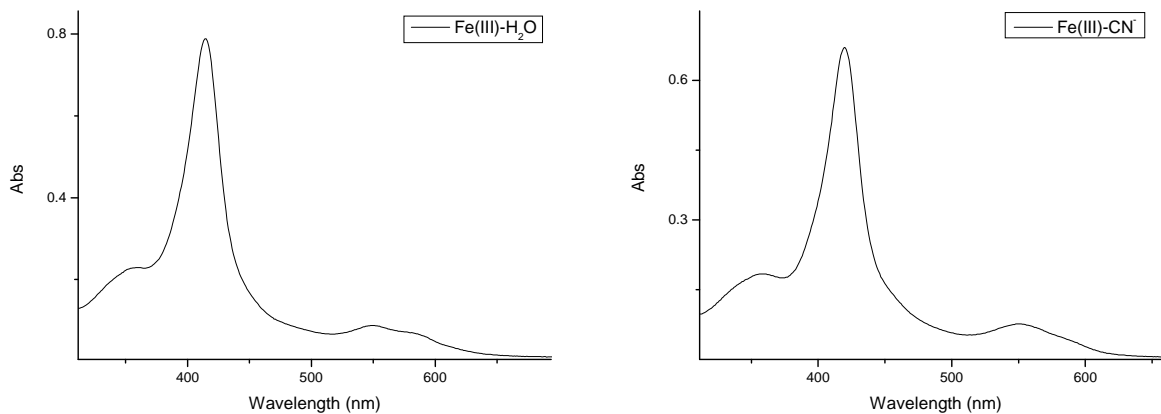 Fe(III)-H₂O
0.8
0.4
Abs
400
500
600
Wavelength (nm)
Fe(III)-CN⁻
0.6
0.3
Abs
400
500
600
Wavelength (nm)